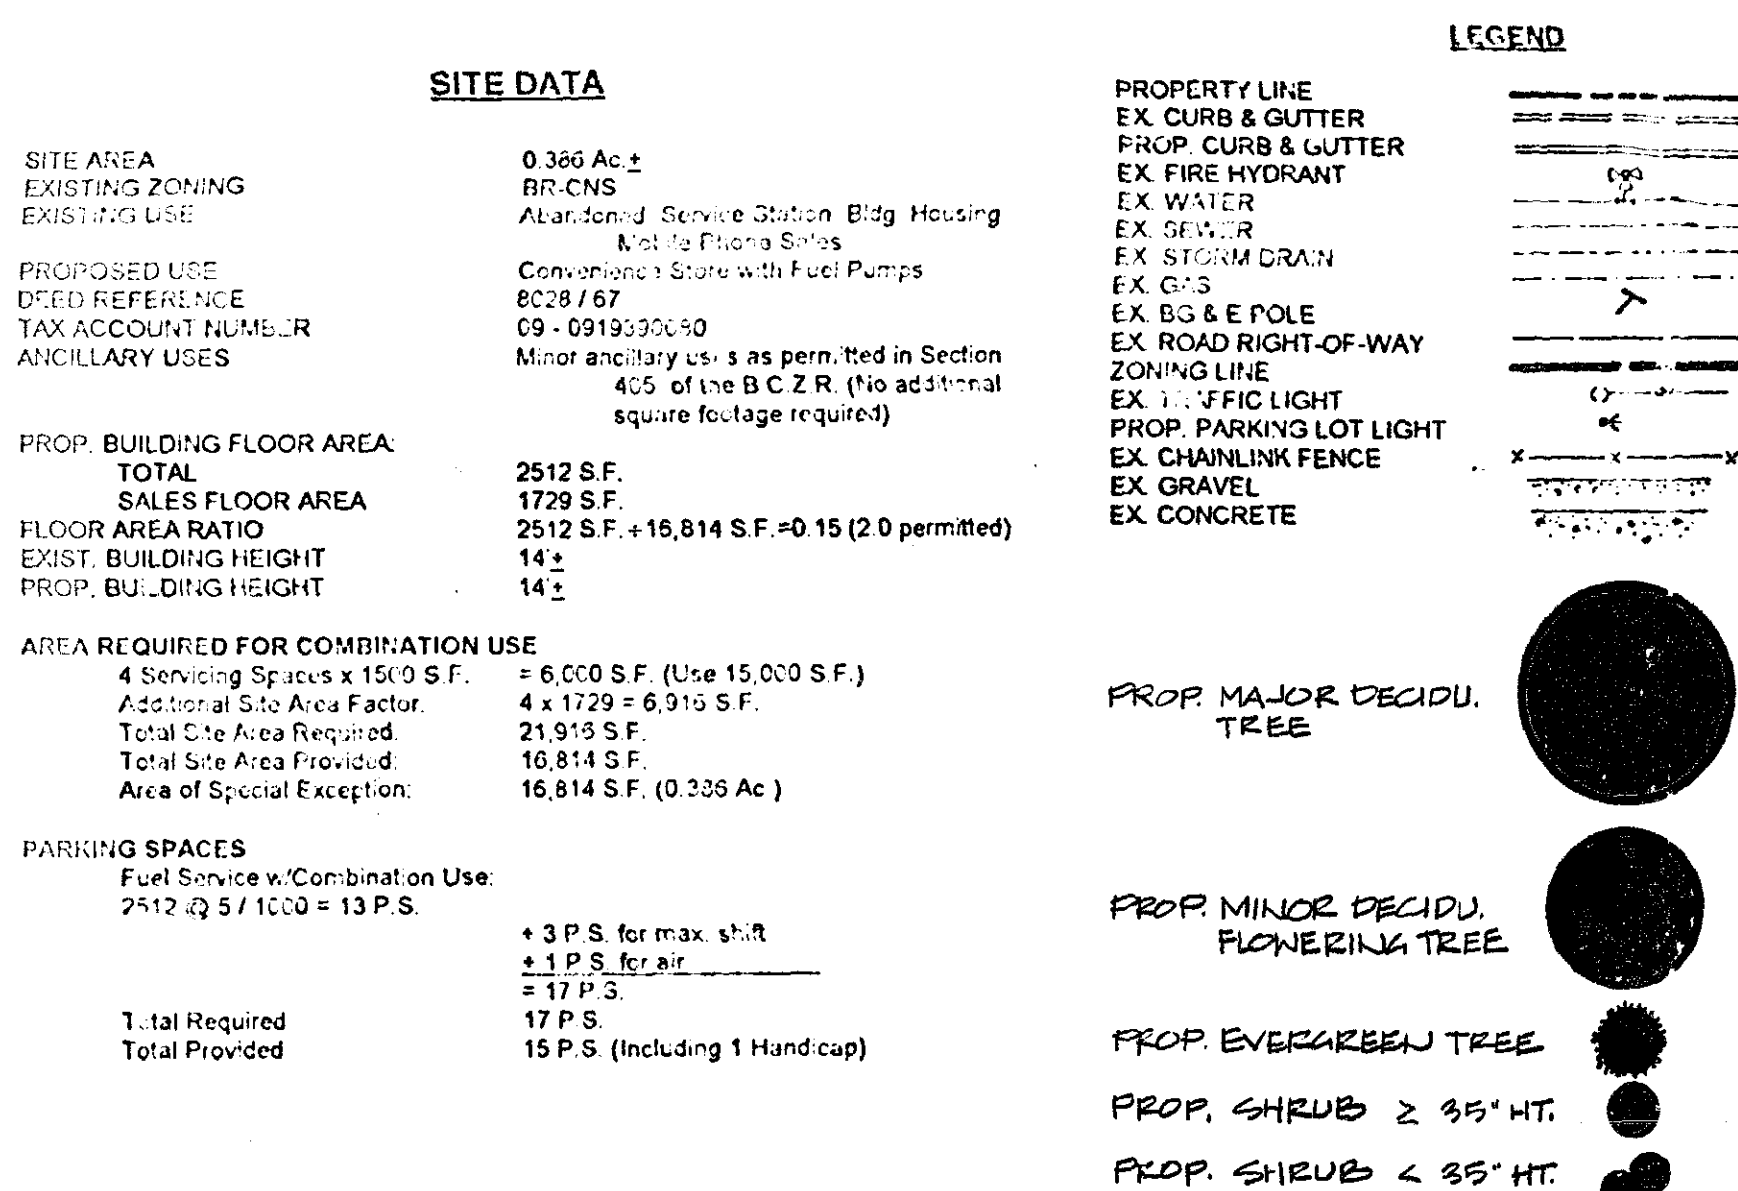 SITE DATA
SITE AREA 0.386 Ac.±
EXISTING ZONING BR-CNS
EXISTING USE Abandoned Service Station Bldg Housing
Mobile Phone Sales
PROPOSED USE Convenience Store with Fuel Pumps
DEED REFERENCE 8028 / 67
TAX ACCOUNT NUMBER
ANCILLARY USES Minor ancillary uses as permitted in Section
405 of the B.C.Z.R. (No additional
square footage required)
PROP. BUILDING FLOOR AREA:
TOTAL 2512 S.F.
SALES FLOOR AREA 1729 S.F.
FLOOR AREA RATIO 2512 S.F.÷16,814 S.F.=0.15 (2.0 permitted)
EXIST. BUILDING HEIGHT 14'±
PROP. BUILDING HEIGHT 14'±
AREA REQUIRED FOR COMBINATION USE
4 Servicing Spaces x 1500 S.F. = 6,000 S.F. (Use 15,000 S.F.)
Additional Site Area Factor: 4 x 1729 = 6,916 S.F.
Total Site Area Required: 21,916 S.F.
Total Site Area Provided: 16,814 S.F.
Area of Special Exception: 16,814 S.F. (0.386 Ac.)
PARKING SPACES
Fuel Service w/Combination Use:
2512 @ 5 / 1000 = 13 P.S.
+ 3 P.S. for max. shift
+ 1 P.S. for air
= 17 P.S.
Total Required 17 P.S.
Total Provided 15 P.S. (Including 1 Handicap)
LEGEND
PROPERTY LINE
EX. CURB & GUTTER
PROP. CURB & GUTTER
EX. FIRE HYDRANT
EX. WATER
EX. SEWER
EX. STORM DRAIN
EX. GAS
EX. BG & E POLE
EX. ROAD RIGHT-OF-WAY
ZONING LINE
EX. TRAFFIC LIGHT
PROP. PARKING LOT LIGHT
EX. CHAINLINK FENCE
EX. GRAVEL
EX. CONCRETE
PROP. MAJOR DECIDU.
TREE
PROP. MINOR DECIDU.
FLOWERING TREE
PROP. EVERGREEN TREE
PROP. SHRUB ≥ 35" HT.
PROP. SHRUB < 35" HT.